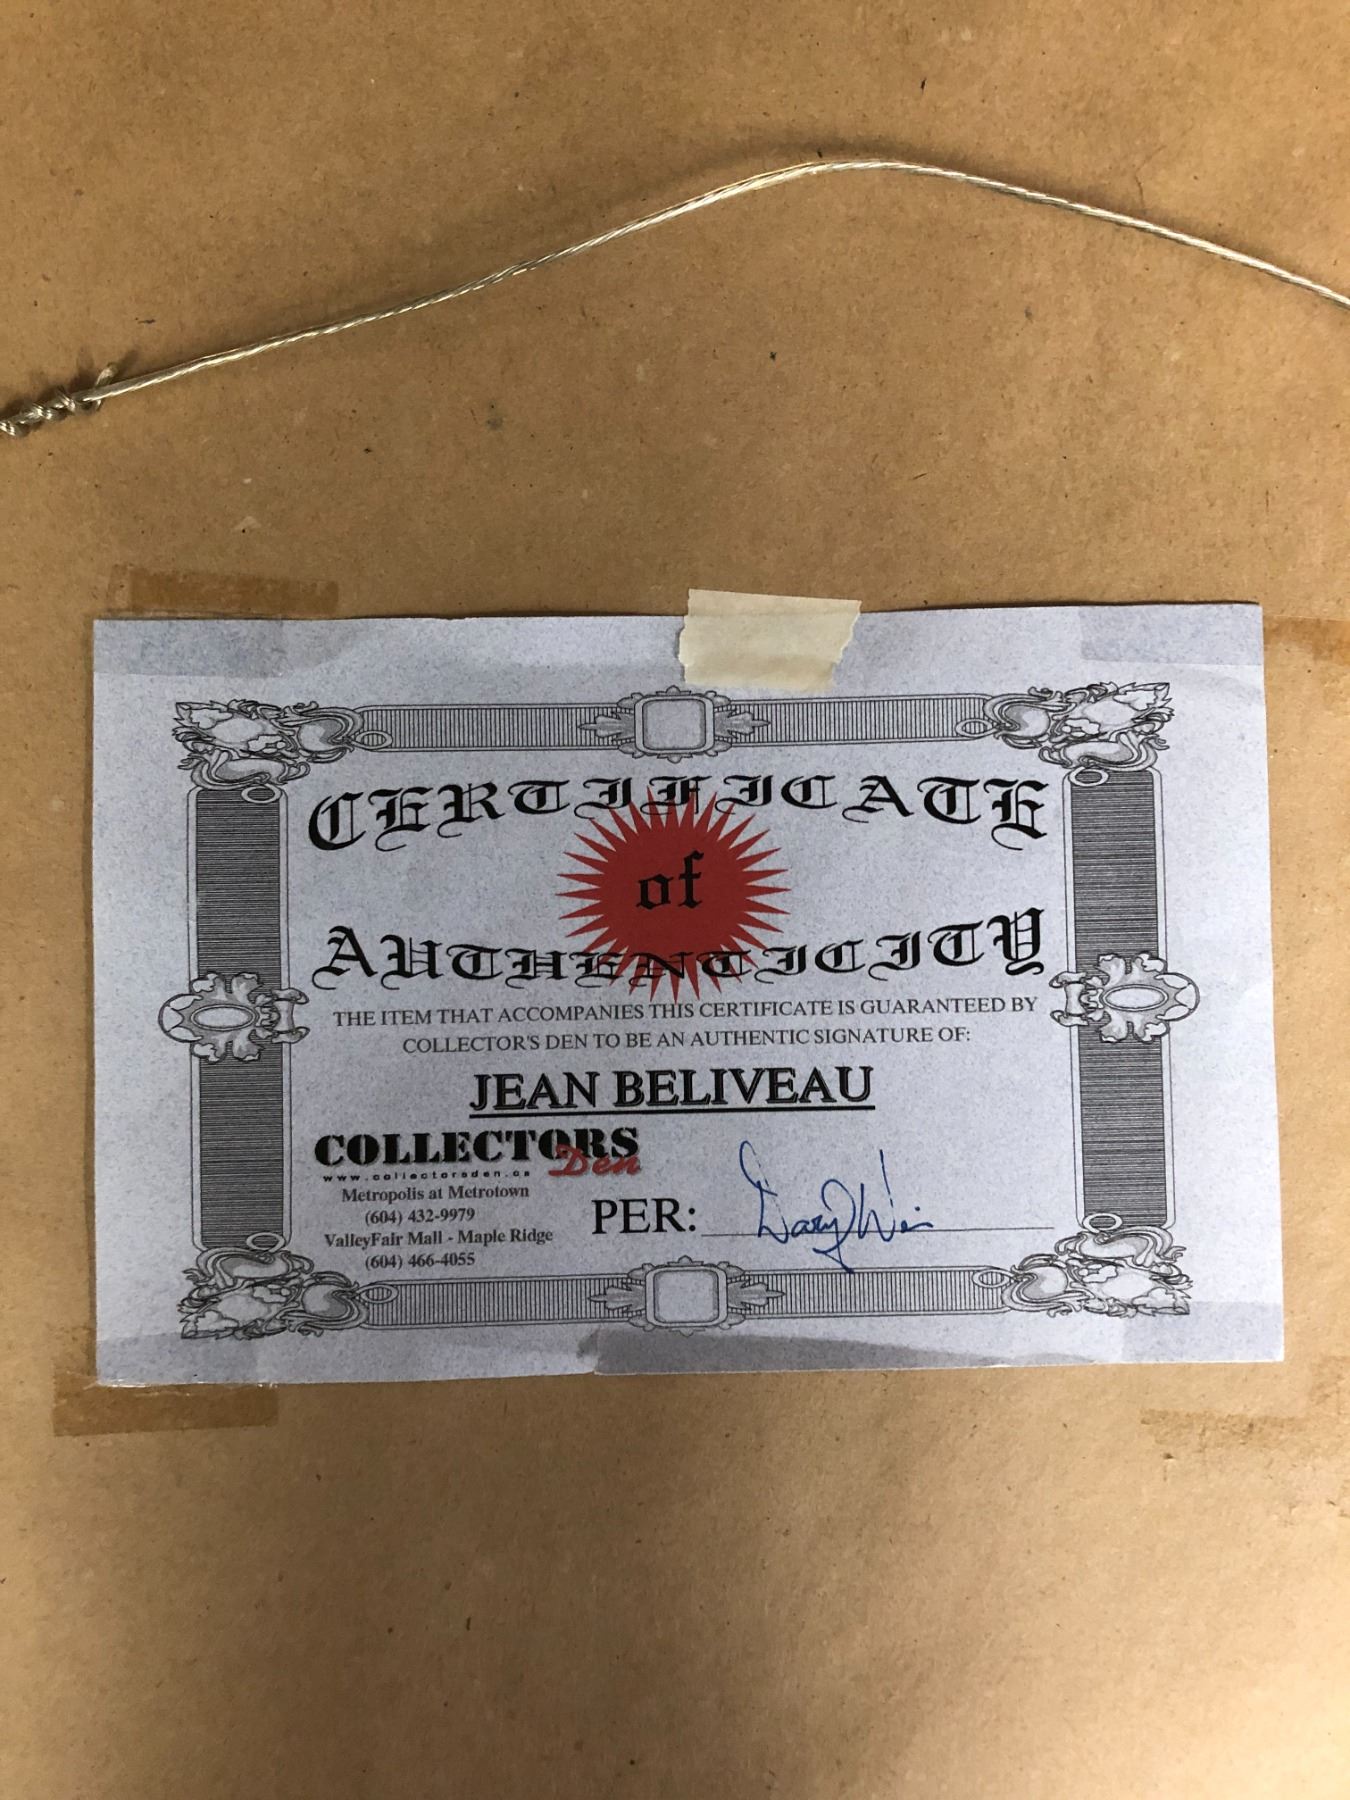 CERTIFICATE
of
AUTHENTICITY
THE ITEM THAT ACCOMPANIES THIS CERTIFICATE IS GUARANTEED BY
COLLECTOR'S DEN TO BE AN AUTHENTIC SIGNATURE OF:
JEAN BELIVEAU
COLLECTORS
Den
www.collectorsden.ca
Metropolis at Metrotown
(604) 432-9979
ValleyFair Mall - Maple Ridge
(604) 466-4055
PER: